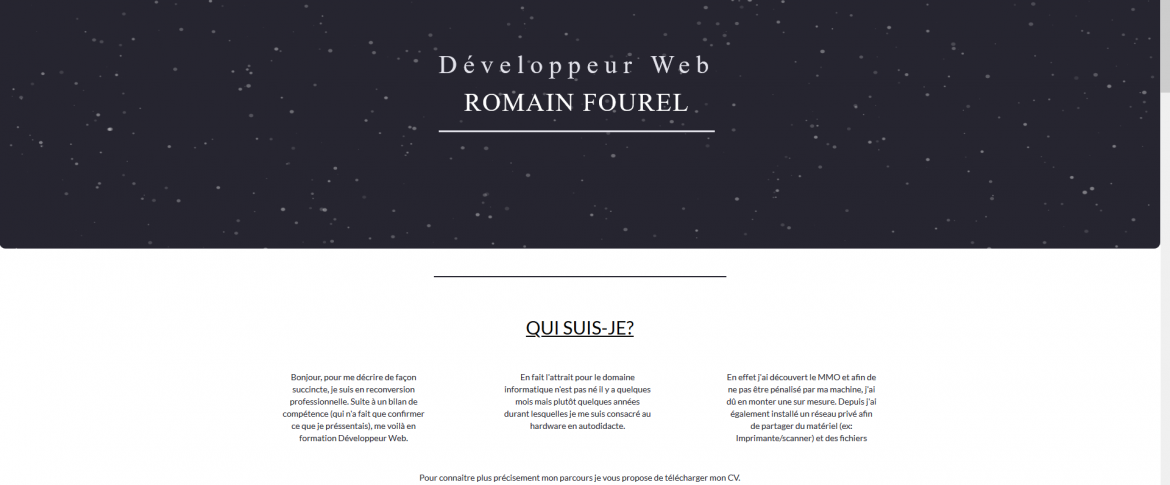 Développeur Web
ROMAIN FOUREL
QUI SUIS-JE?
Bonjour, pour me décrire de façon
succincte, je suis en reconversion
professionnelle. Suite à un bilan de
compétence (qui n'a fait que confirmer
ce que je préssentais), me voilà en
formation Développeur Web.
En fait l'attrait pour le domaine
informatique n'est pas né il y a quelques
mois mais plutôt quelques années
durant lesquelles je me suis consacré au
hardware en autodidacte.
En effet j'ai découvert le MMO et afin de
ne pas être pénalisé par ma machine, j'ai
dû en monter une sur mesure. Depuis j'ai
également installé un réseau privé afin
de partager du matériel (ex:
Imprimante/scanner) et des fichiers
Pour connaitre plus précisement mon parcours je vous propose de télécharger mon CV.